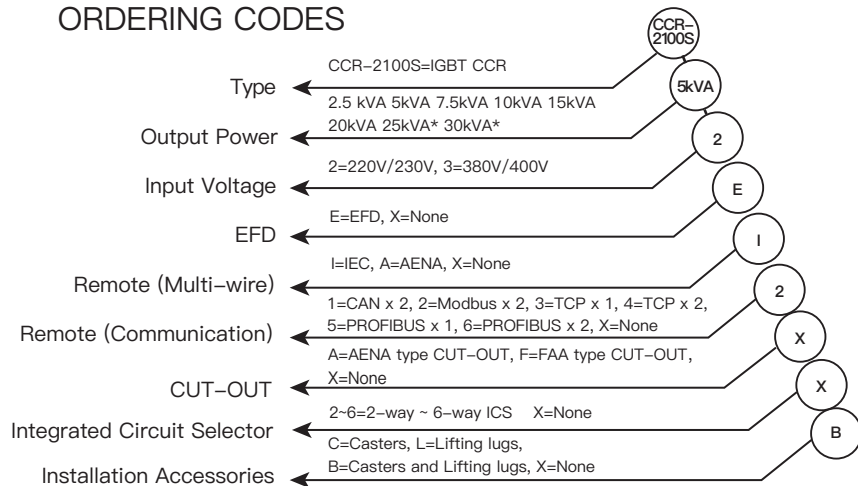 ORDERING CODES
CCR-
2100S
CCR-2100S=IGBT CCR
Type
5kVA
2.5 kVA 5kVA 7.5kVA 10kVA 15kVA
20kVA 25kVA* 30kVA*
Output Power
2
2=220V/230V, 3=380V/400V
Input Voltage
E
E=EFD, X=None
EFD
I
I=IEC, A=AENA, X=None
Remote (Multi-wire)
2
1=CAN x 2, 2=Modbus x 2, 3=TCP x 1, 4=TCP x 2,
5=PROFIBUS x 1, 6=PROFIBUS x 2, X=None
Remote (Communication)
X
A=AENA type CUT-OUT, F=FAA type CUT-OUT,
X=None
CUT-OUT
X
2~6=2-way ~ 6-way ICS X=None
Integrated Circuit Selector
B
C=Casters, L=Lifting lugs,
B=Casters and Lifting lugs, X=None
Installation Accessories